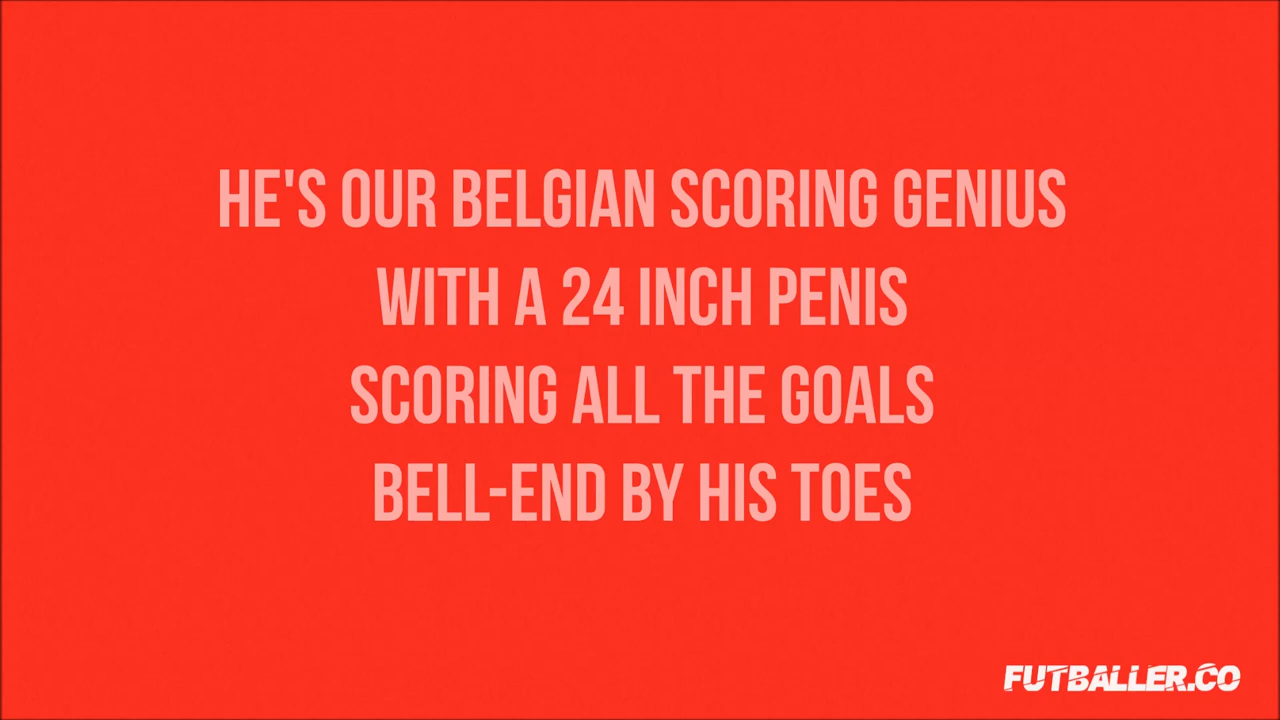 HE'S OUR BELGIAN SCORING GENIUS
WITH A 24 INCH PENIS
SCORING ALL THE GOALS
BELL-END BY HIS TOES
FUTBALLER.CO